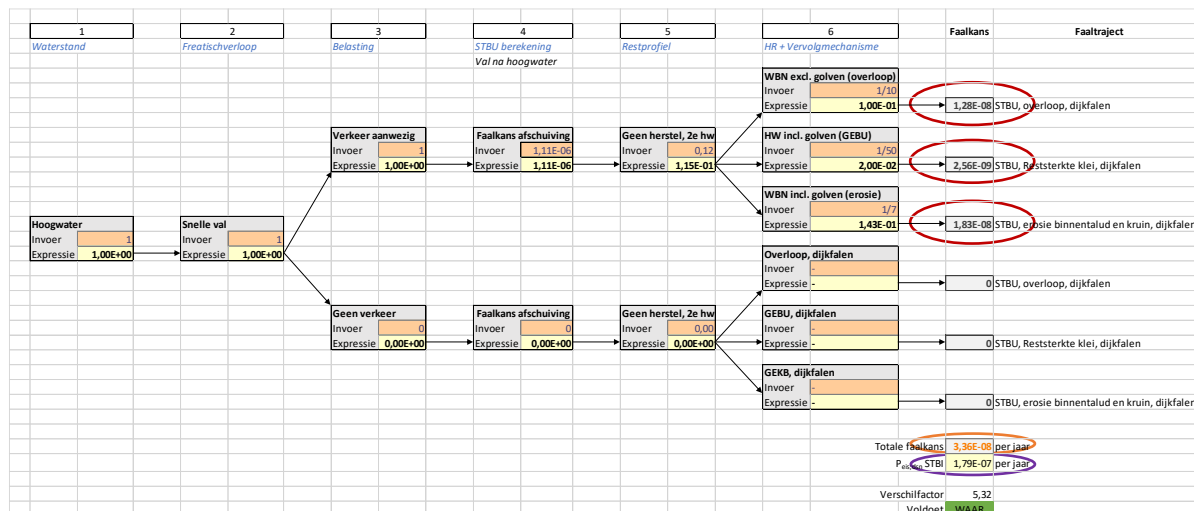 1 2 3 4 5 6 Faalkans Faaltraject
Waterstand Freatischverloop Belasting STBU berekening Restprofiel HR + Vervolgmechanisme
Val na hoogwater
WBN excl. golven (overloop)
Invoer 1/10
Expressie 1,00E-01 1,28E-08 STBU, overloop, dijkfalen
Verkeer aanwezig Faalkans afschuiving Geen herstel, 2e hw HW incl. golven (GEBU)
Invoer 1 Invoer 1,11E-06 Invoer 0,12 Invoer 1/50
Expressie 1,00E+00 Expressie 1,11E-06 Expressie 1,15E-01 Expressie 2,00E-02 2,56E-09 STBU, Reststerkte klei, dijkfalen
WBN incl. golven (erosie)
Invoer 1/7
Hoogwater Snelle val Expressie 1,43E-01 1,83E-08 STBU, erosie binnentalud en kruin, dijkfalen
Invoer 1 Invoer 1
Expressie 1,00E+00 Expressie 1,00E+00 Overloop, dijkfalen
Invoer -
Expressie - 0 STBU, overloop, dijkfalen
Geen verkeer Faalkans afschuiving Geen herstel, 2e hw GEBU, dijkfalen
Invoer 0 Invoer 0 Invoer 0,00 Invoer -
Expressie 0,00E+00 Expressie 0,00E+00 Expressie 0,00E+00 Expressie - 0 STBU, Reststerkte klei, dijkfalen
GEKB, dijkfalen
Invoer -
Expressie - 0 STBU, erosie binnentalud en kruin, dijkfalen
Totale faalkans 3,36E-08 per jaar
STBI 1,79E-07 per jaar
Verschilfactor 5,32
Voldoet WAAR